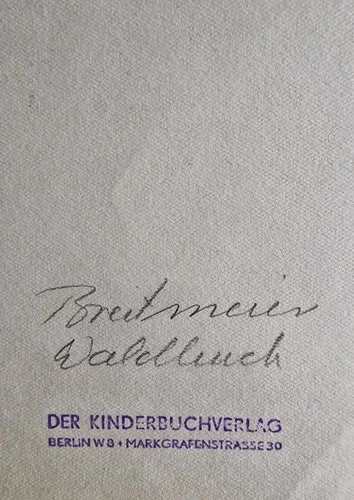 Breitmeier
Waldbuch
DER KINDERBUCHVERLAG
BERLIN W 8 + MARKGRAFENSTRASSE 30